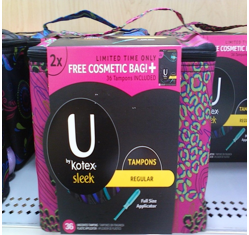 2x
LIMITED TIME ONLY
FREE COSMETIC BAG! +
36 Tampons INCLUDED
U
by Kotex
sleek
TAMPONS
REGULAR
Full Size
Applicator
36